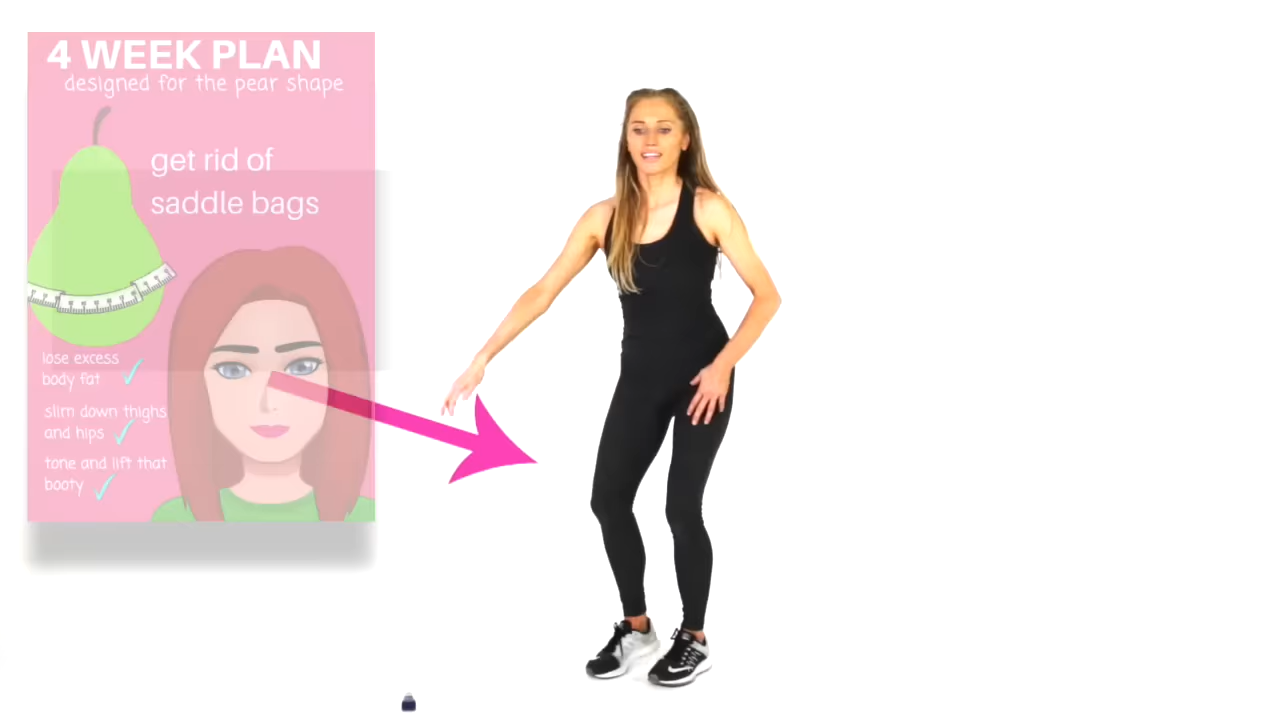 4 WEEK PLAN
designed for the pear shape
get rid of
saddle bags
lose excess
body fat
slim down thighs
and hips
tone and lift that
booty